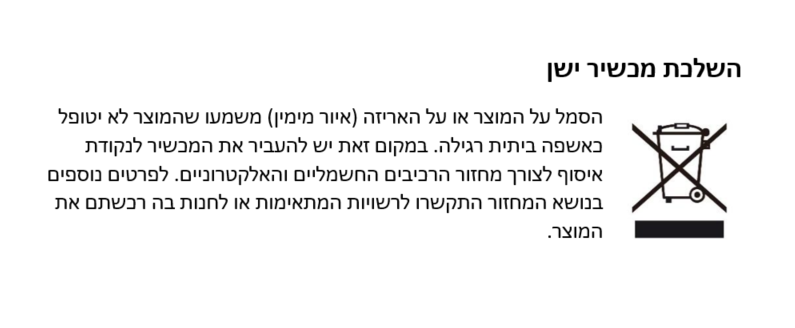 השלכת מכשיר ישן
הסמל על המוצר או על האריזה (איור מימין) משמעו שהמוצר לא יטופל
כאשפה ביתית רגילה. במקום זאת יש להעביר את המכשיר לנקודת
איסוף לצורך מחזור הרכיבים החשמליים והאלקטרוניים. לפרטים נוספים
בנושא המחזור התקשרו לרשויות המתאימות או לחנות בה רכשתם את
המוצר.